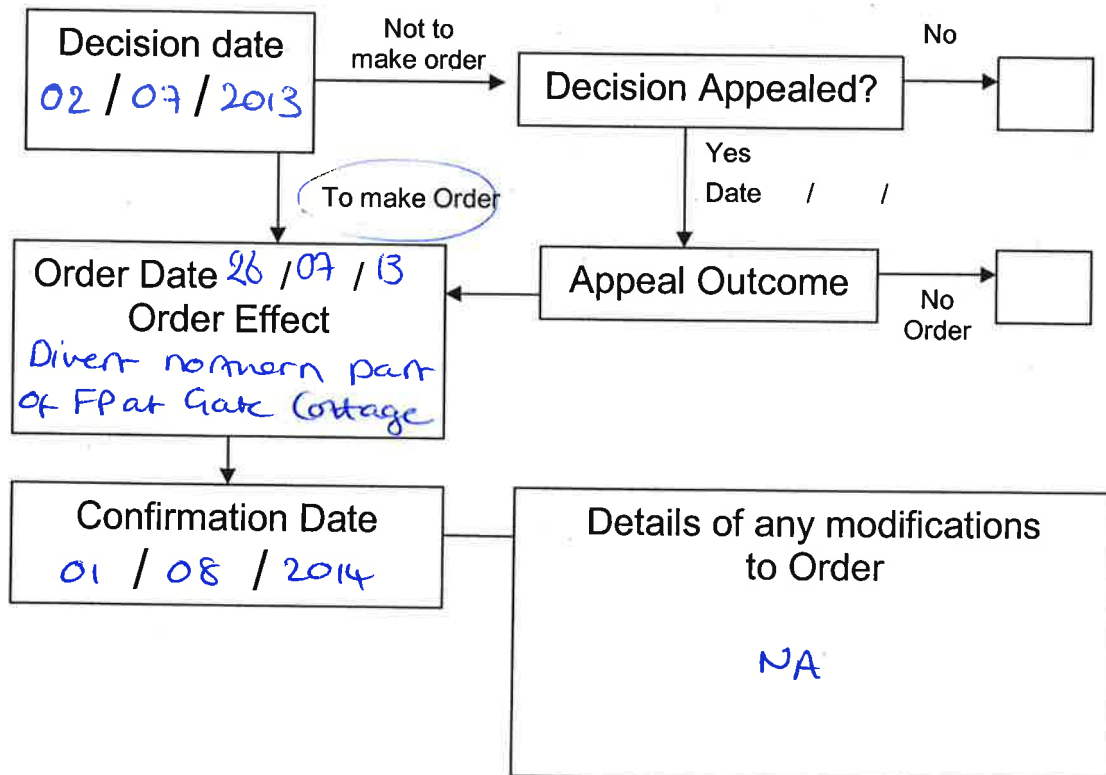 Decision date
02 / 07 / 2013
Not to
make order
Decision Appealed?
No
Yes
Date / /
To make Order
Order Date 26 / 07 / 13
Order Effect
Divert northern part
of FP at Gate Cottage
Appeal Outcome
No
Order
Confirmation Date
01 / 08 / 2014
Details of any modifications
to Order
NA